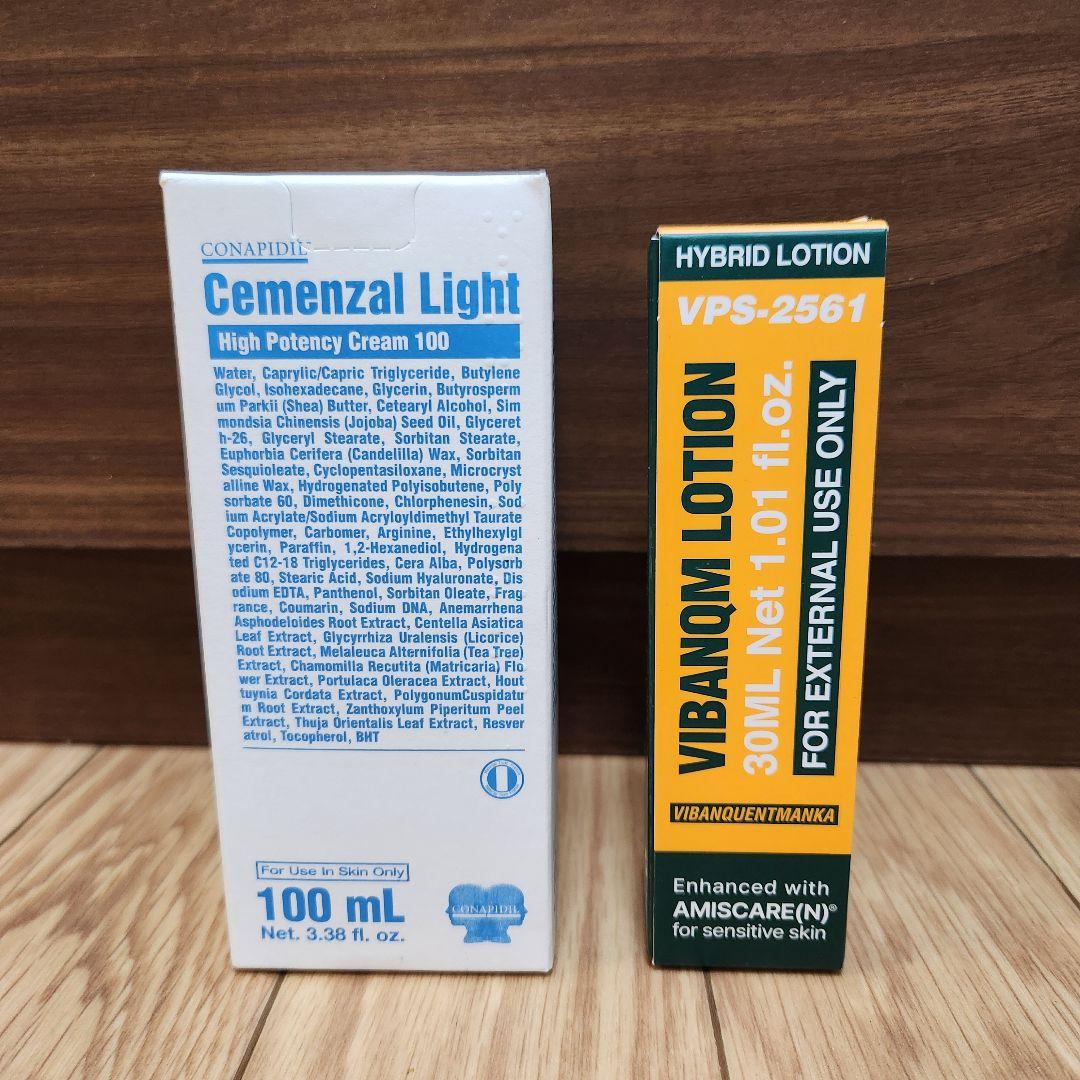 CONAPIDIL
Cemenzal Light
High Potency Cream 100
Water, Caprylic/Capric Triglyceride, Butylene
Glycol, Isohexadecane, Glycerin, Butyrosperm
um Parkii (Shea) Butter, Cetearyl Alcohol, Sim
mondsia Chinensis (Jojoba) Seed Oil, Glyceret
h-26, Glyceryl Stearate, Sorbitan Stearate,
Euphorbia Cerifera (Candelilla) Wax, Sorbitan
Sesquioleate, Cyclopentasiloxane, Microcryst
alline Wax, Hydrogenated Polyisobutene, Poly
sorbate 60, Dimethicone, Chlorphenesin, Sod
ium Acrylate/Sodium Acryloyldimethyl Taurate
Copolymer, Carbomer, Arginine, Ethylhexylgl
ycerin, Paraffin, 1,2-Hexanediol, Hydrogena
ted C12-18 Triglycerides, Cera Alba, Polysorb
ate 80, Stearic Acid, Sodium Hyaluronate, Dis
odium EDTA, Panthenol, Sorbitan Oleate, Frag
rance, Coumarin, Sodium DNA, Anemarrhena
Asphodeloides Root Extract, Centella Asiatica
Leaf Extract, Glycyrrhiza Uralensis (Licorice)
Root Extract, Melaleuca Alternifolia (Tea Tree)
Extract, Chamomilla Recutita (Matricaria) Flo
wer Extract, Portulaca Oleracea Extract, Hout
tuynia Cordata Extract, PolygonumCuspidatu
m Root Extract, Zanthoxylum Piperitum Peel
Extract, Thuja Orientalis Leaf Extract, Resver
atrol, Tocopherol, BHT
For Use In Skin Only
100 mL
Net. 3.38 fl. oz.
CONAPIDIL
HYBRID LOTION
VPS-2561
VIBANQM LOTION
30ML Net 1.01 fl.oz.
FOR EXTERNAL USE ONLY
VIBANQUENTMANKA
Enhanced with
AMISCARE(N)®
for sensitive skin